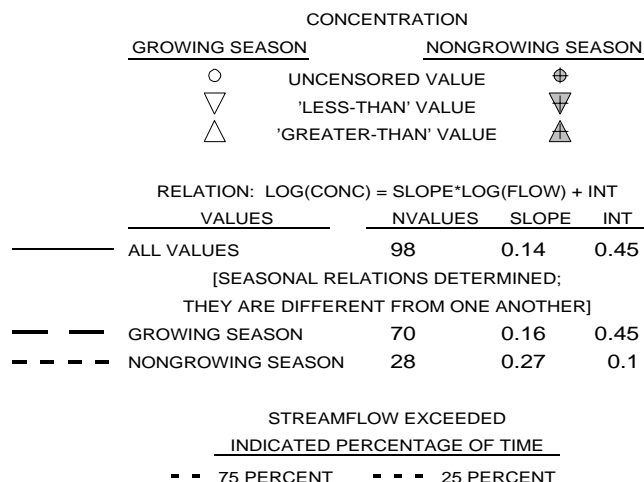 CONCENTRATION
GROWING SEASON NONGROWING SEASON
UNCENSORED VALUE
'LESS-THAN' VALUE
'GREATER-THAN' VALUE
RELATION: LOG(CONC) = SLOPE*LOG(FLOW) + INT
VALUES NVALUES SLOPE INT
ALL VALUES 98 0.14 0.45
[SEASONAL RELATIONS DETERMINED;
THEY ARE DIFFERENT FROM ONE ANOTHER]
GROWING SEASON 70 0.16 0.45
NONGROWING SEASON 28 0.27 0.1
STREAMFLOW EXCEEDED
INDICATED PERCENTAGE OF TIME
75 PERCENT 25 PERCENT